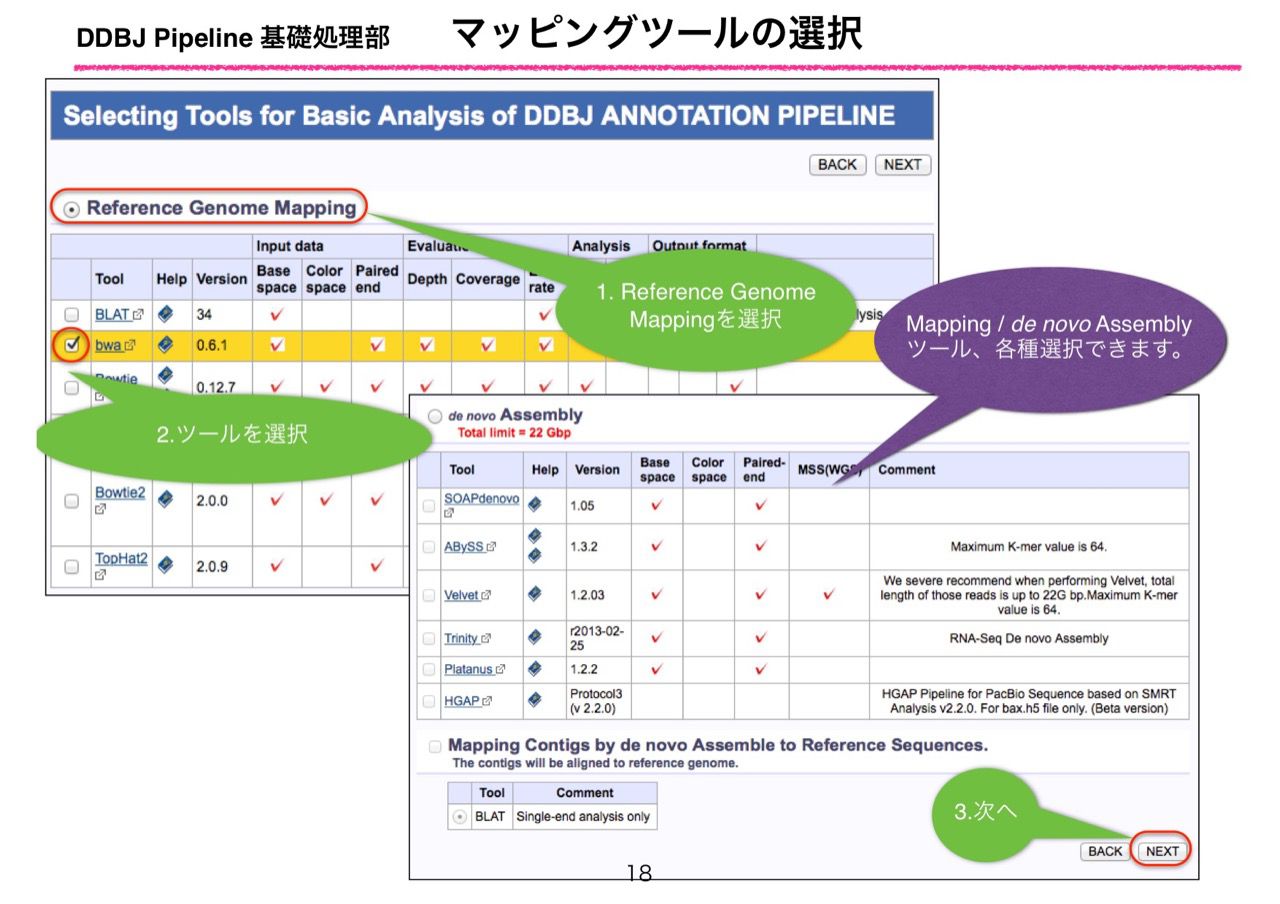 DDBJ Pipeline 基礎処理部 マッピングツールの選択
Selecting Tools for Basic Analysis of DDBJ ANNOTATION PIPELINE
BACK NEXT
Reference Genome Mapping
Input data Analysis Output format
Tool Help Version Base space Color space Paired end Depth Coverage rate
BLAT 34
bwa 0.6.1
Bowtie 0.12.7
Bowtie2 2.0.0
TopHat2 2.0.9
1. Reference Genome
Mappingを選択
Mapping / de novo Assembly
ツール、各種選択できます。
2.ツールを選択
de novo Assembly
Total limit = 22 Gbp
Tool Help Version Base space Color space Paired-end MSS(WGS) Comment
SOAPdenovo 1.05
ABySS 1.3.2 Maximum K-mer value is 64.
Velvet 1.2.03 We severe recommend when performing Velvet, total
length of those reads is up to 22G bp.Maximum K-mer
value is 64.
Trinity r2013-02-25 RNA-Seq De novo Assembly
Platanus 1.2.2
HGAP Protocol3 (v 2.2.0) HGAP Pipeline for PacBio Sequence based on SMRT
Analysis v2.2.0. For bax.h5 file only. (Beta version)
Mapping Contigs by de novo Assemble to Reference Sequences.
The contigs will be aligned to reference genome.
Tool Comment
BLAT Single-end analysis only
3.次へ
BACK NEXT
18